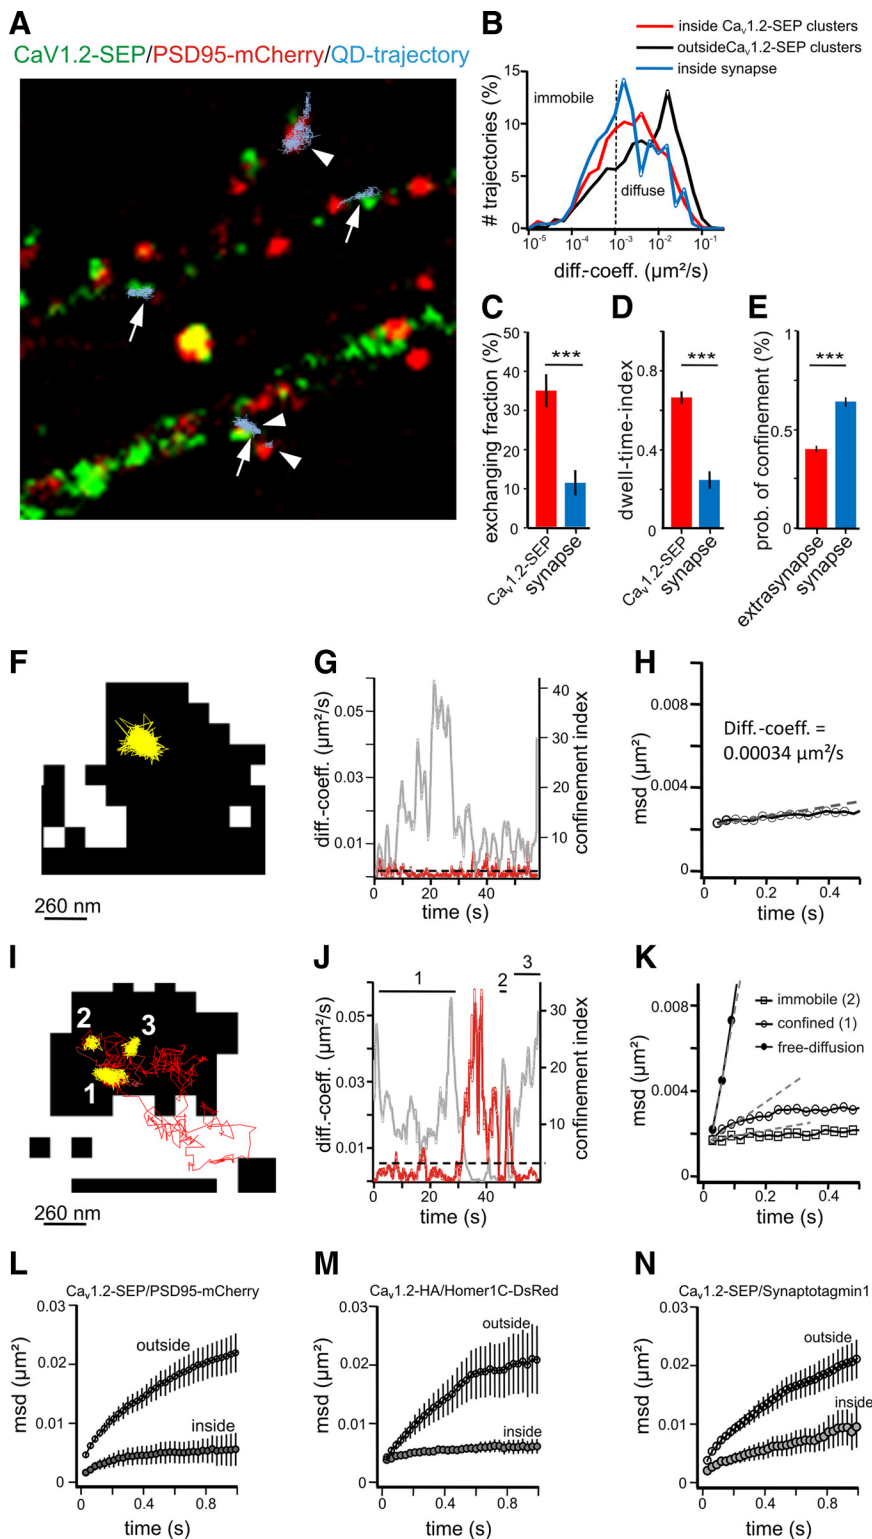 A
CaV1.2-SEP/PSD95-mCherry/QD-trajectory
B
inside Cav1.2-SEP clusters
outsideCav1.2-SEP clusters
inside synapse
# trajectories (%)
15
10
5
0
immobile
diffuse
10-5 10-4 10-3 10-2 10-1
diff.-coeff. (µm²/s)
C
exchanging fraction (%)
50
40
30
20
10
0
***
Cav1.2-SEP
synapse
D
dwell-time-index
0.8
0.4
0
***
Cav1.2-SEP
synapse
E
prob. of confinement (%)
1
0.5
0
***
extrasynapse
synapse
F
260 nm
G
diff.-coeff. (µm²/s)
0.05
0.03
0.01
confinement index
40
30
20
10
0 20 40
time (s)
H
msd (µm²)
0.008
0.004
0
Diff.-coeff. =
0.00034 µm²/s
0 0.2 0.4
time (s)
I
2
3
1
260 nm
J
1
2
3
diff.-coeff. (µm²/s)
0.05
0.03
0.01
confinement index
30
20
10
0 20 40
time (s)
K
msd (µm²)
0.008
0.004
0
immobile (2)
confined (1)
free-diffusion
0 0.2 0.4
time (s)
L
Cav1.2-SEP/PSD95-mCherry
msd (µm²)
0.03
0.02
0.01
0
outside
inside
0 0.4 0.8
time (s)
M
Cav1.2-HA/Homer1C-DsRed
msd (µm²)
0.03
0.02
0.01
0
outside
inside
0 0.4 0.8
time (s)
N
Cav1.2-SEP/Synaptotagmin1
msd (µm²)
0.03
0.02
0.01
0
outside
inside
0 0.4 0.8
time (s)